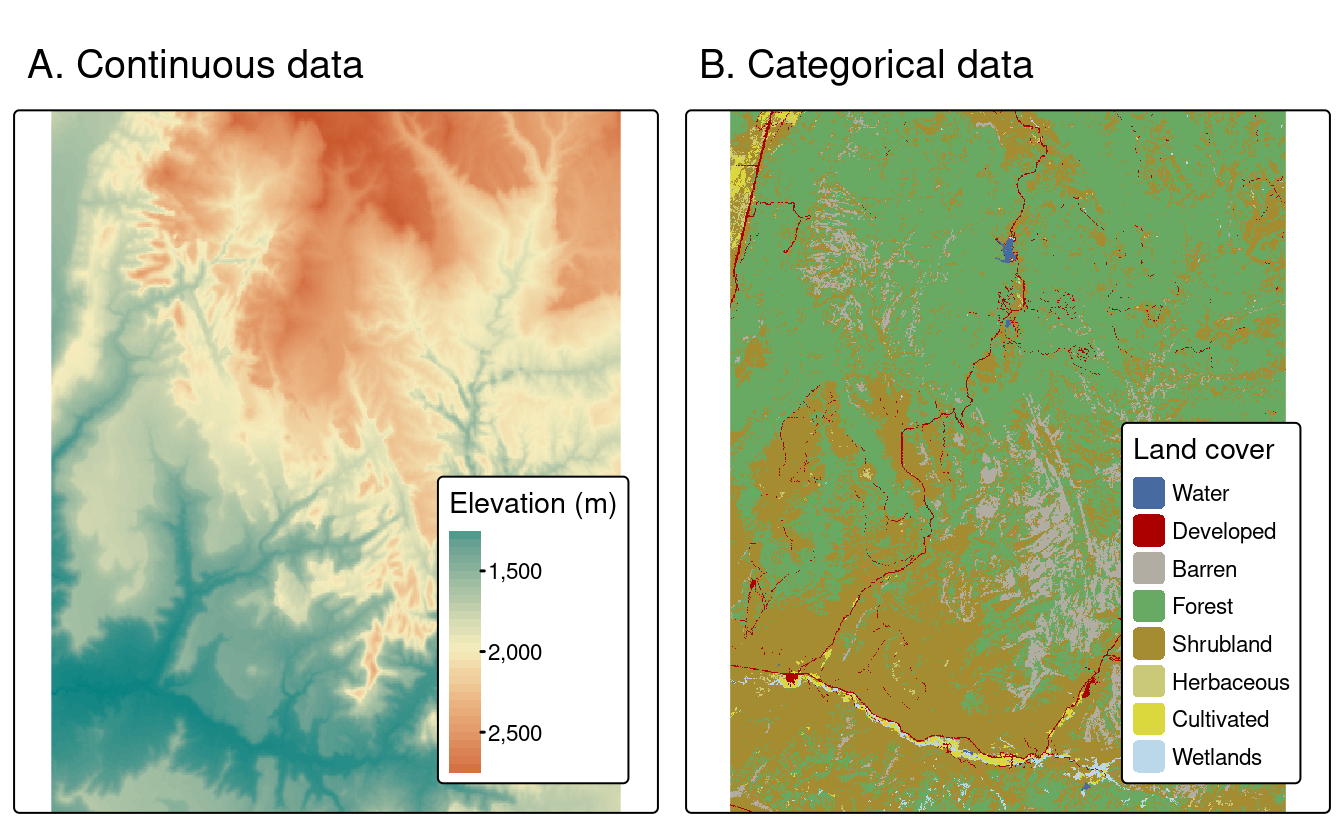 A. Continuous data
Elevation (m)
1,500
2,000
2,500
B. Categorical data
Land cover
Water
Developed
Barren
Forest
Shrubland
Herbaceous
Cultivated
Wetlands